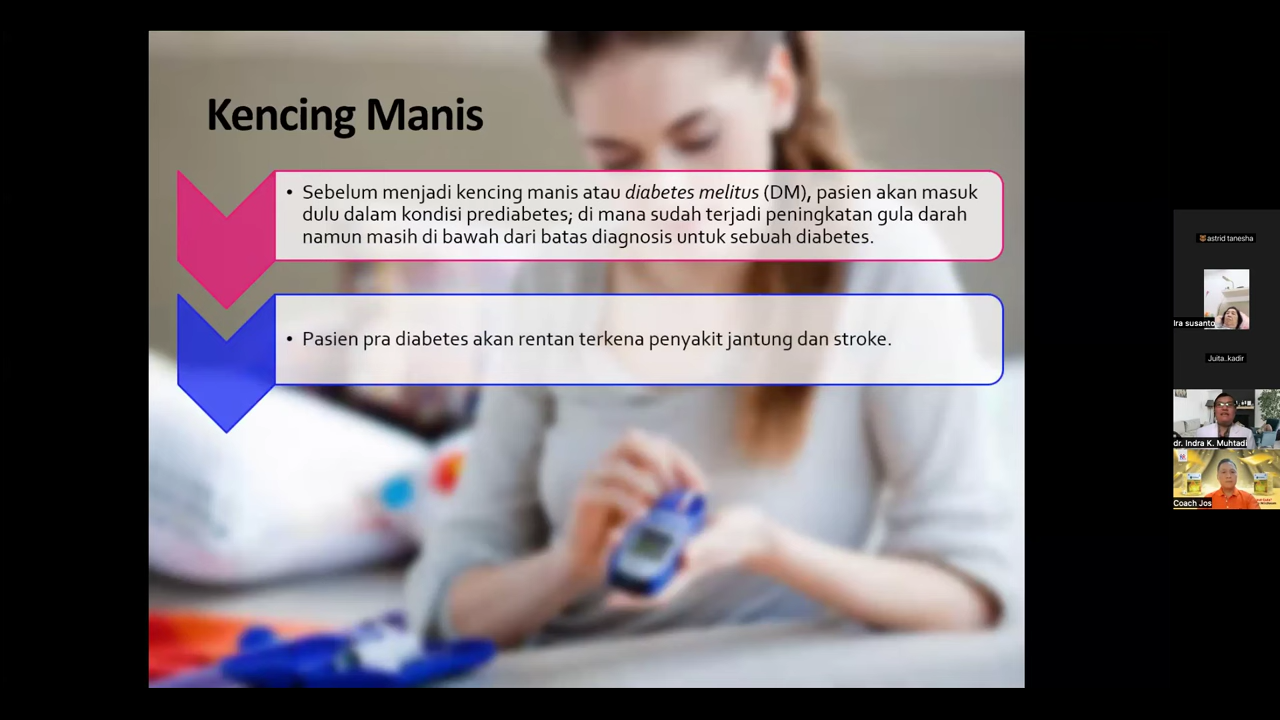 Kencing Manis
• Sebelum menjadi kencing manis atau diabetes melitus (DM), pasien akan masuk
dulu dalam kondisi prediabetes; di mana sudah terjadi peningkatan gula darah
namun masih di bawah dari batas diagnosis untuk sebuah diabetes.
• Pasien pra diabetes akan rentan terkena penyakit jantung dan stroke.
astrid tanesha
Ira susanto
Juita..kadir
dr. Indra K. Muhtadi
Coach Jos